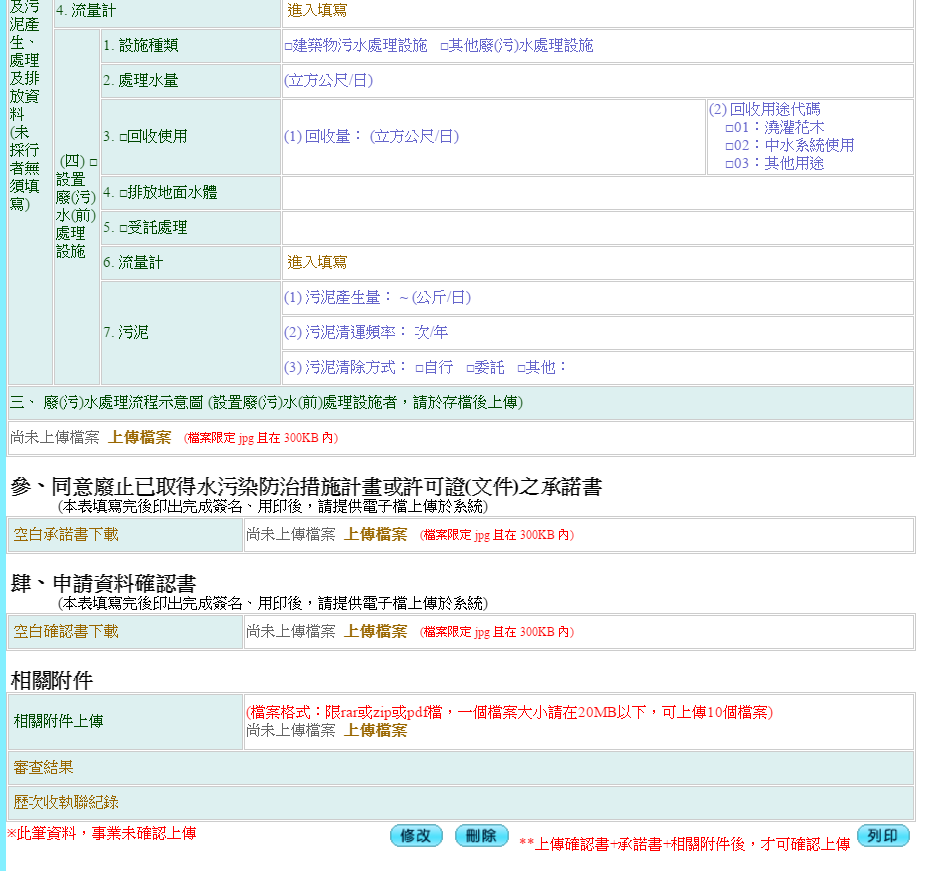 及污
泥產
生、
處理
及排
放資
料
(未
採行
者無
須填
寫)
4. 流量計
進入填寫
(四) □
設置
廢(污)
水(前)
處理
設施
1. 設施種類
□建築物污水處理設施 □其他廢(污)水處理設施
2. 處理水量
(立方公尺/日)
3. □回收使用
(1) 回收量： (立方公尺/日)
(2) 回收用途代碼
□01：澆灌花木
□02：中水系統使用
□03：其他用途
4. □排放地面水體
5. □受託處理
6. 流量計
進入填寫
7. 污泥
(1) 污泥產生量： ~ (公斤/日)
(2) 污泥清運頻率： 次/年
(3) 污泥清除方式： □自行 □委託 □其他：
三、 廢(污)水處理流程示意圖 (設置廢(污)水(前)處理設施者，請於存檔後上傳)
尚未上傳檔案 上傳檔案 (檔案限定 jpg 且在 300KB 內)
參、同意廢止已取得水污染防治措施計畫或許可證(文件)之承諾書
(本表填寫完後印出完成簽名、用印後，請提供電子檔上傳於系統)
空白承諾書下載
尚未上傳檔案 上傳檔案 (檔案限定 jpg 且在 300KB 內)
肆、申請資料確認書
(本表填寫完後印出完成簽名、用印後，請提供電子檔上傳於系統)
空白確認書下載
尚未上傳檔案 上傳檔案 (檔案限定 jpg 且在 300KB 內)
相關附件
相關附件上傳
(檔案格式：限rar或zip或pdf檔，一個檔案大小請在20MB以下，可上傳10個檔案)
尚未上傳檔案 上傳檔案
審查結果
歷次收執聯紀錄
※此筆資料，事業未確認上傳
修改
刪除
**上傳確認書+承諾書+相關附件後，才可確認上傳
列印